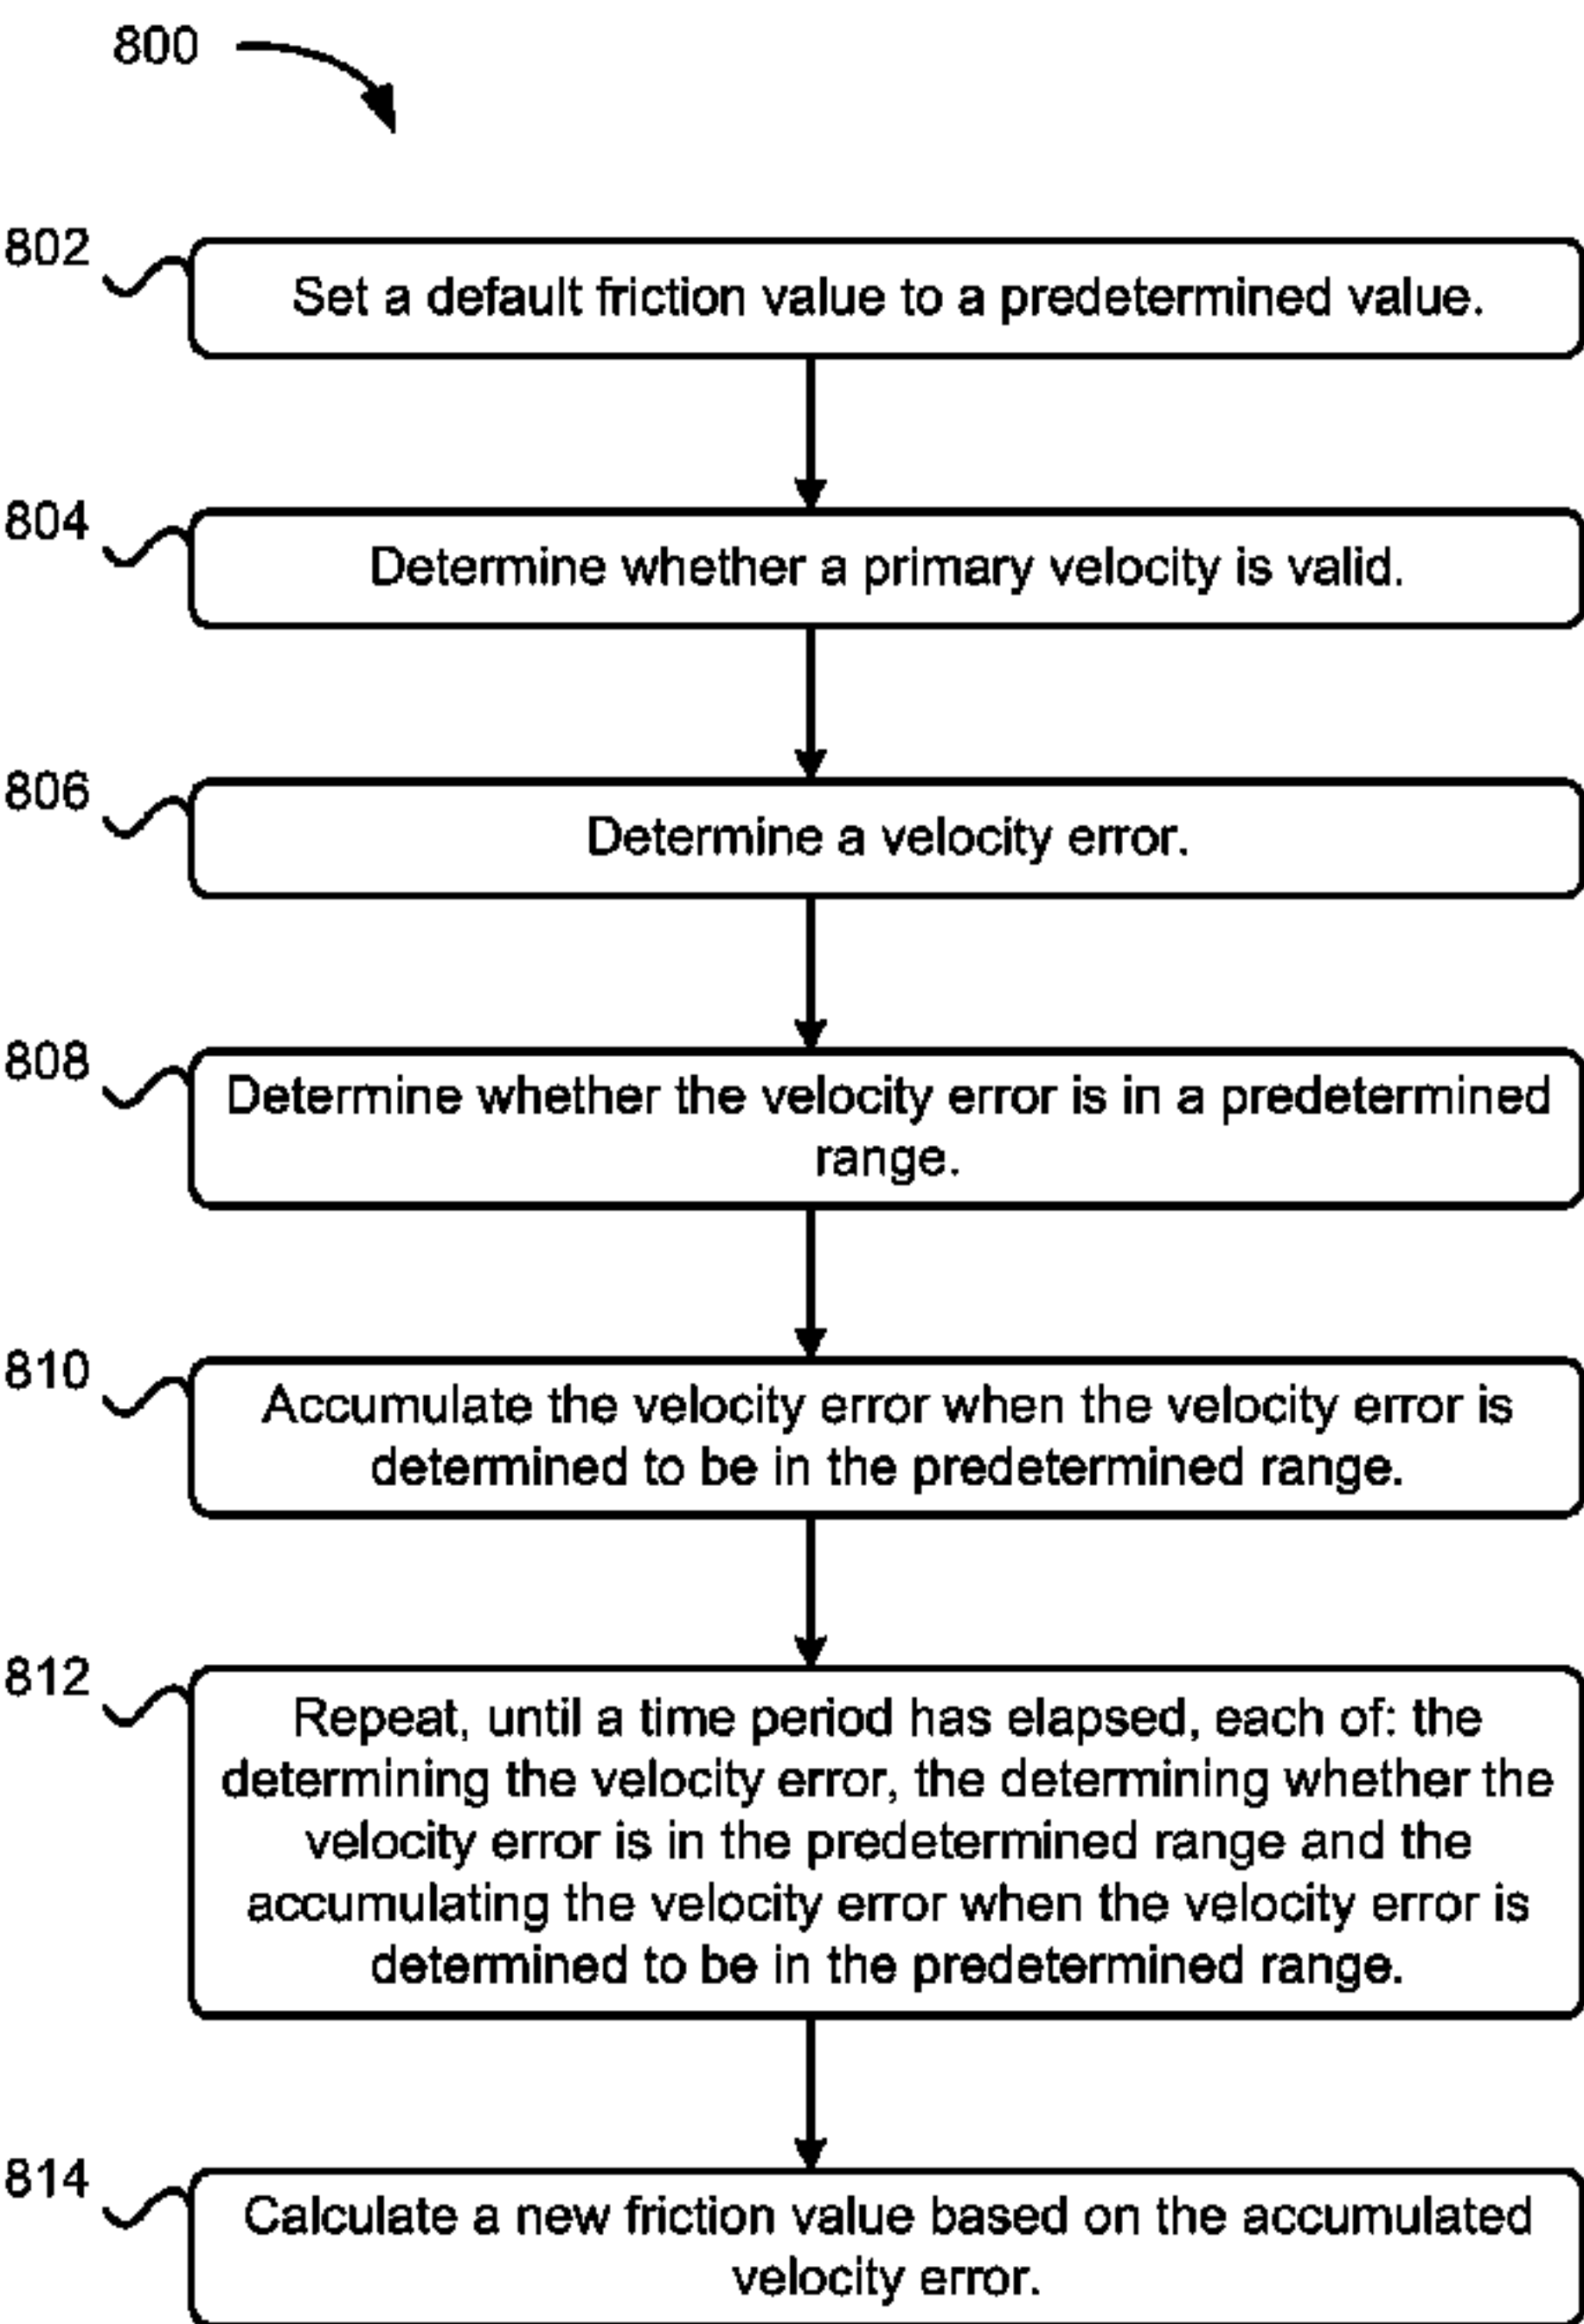 800
802
Set a default friction value to a predetermined value.
804
Determine whether a primary velocity is valid.
806
Determine a velocity error.
808
Determine whether the velocity error is in a predetermined
range.
810
Accumulate the velocity error when the velocity error is
determined to be in the predetermined range.
812
Repeat, until a time period has elapsed, each of: the
determining the velocity error, the determining whether the
velocity error is in the predetermined range and the
accumulating the velocity error when the velocity error is
determined to be in the predetermined range.
814
Calculate a new friction value based on the accumulated
velocity error.